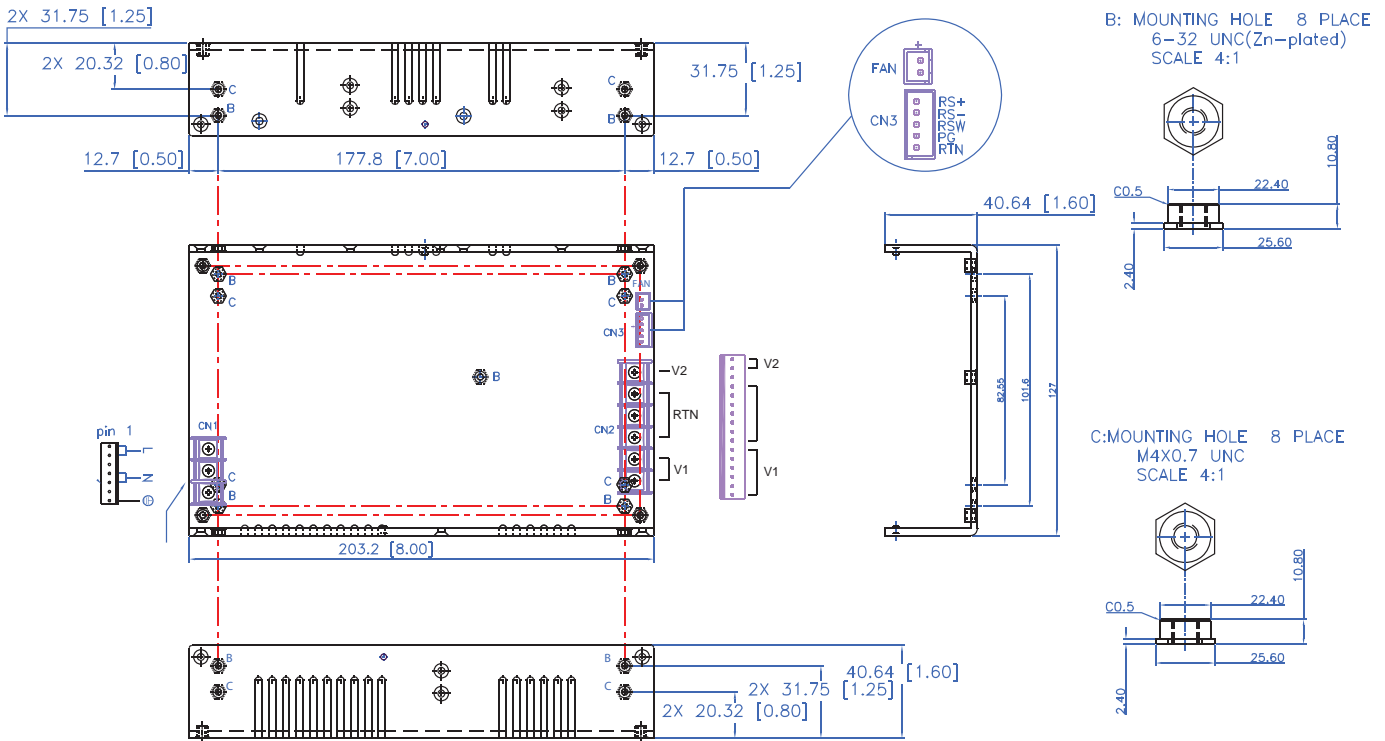 2X 31.75 [1.25]
2X 20.32 [0.80]
C
B
C
B
31.75 [1.25]
12.7 [0.50]
177.8 [7.00]
12.7 [0.50]
+
FAN
CN3
RS+
RS-
RSW
PG
RTN
B: MOUNTING HOLE 8 PLACE
6-32 UNC(Zn-plated)
SCALE 4:1
C0.5
22.40
10.80
25.60
2.40
40.64 [1.60]
B
C
B
C
FAN
CN3
B
V2
RTN
CN2
V1
C
B
V2
V1
pin 1
L
N
CN1
C
B
203.2 [8.00]
82.55
101.6
127
C:MOUNTING HOLE 8 PLACE
M4X0.7 UNC
SCALE 4:1
C0.5
22.40
10.80
25.60
2.40
B
C
B
C
40.64 [1.60]
2X 31.75 [1.25]
2X 20.32 [0.80]